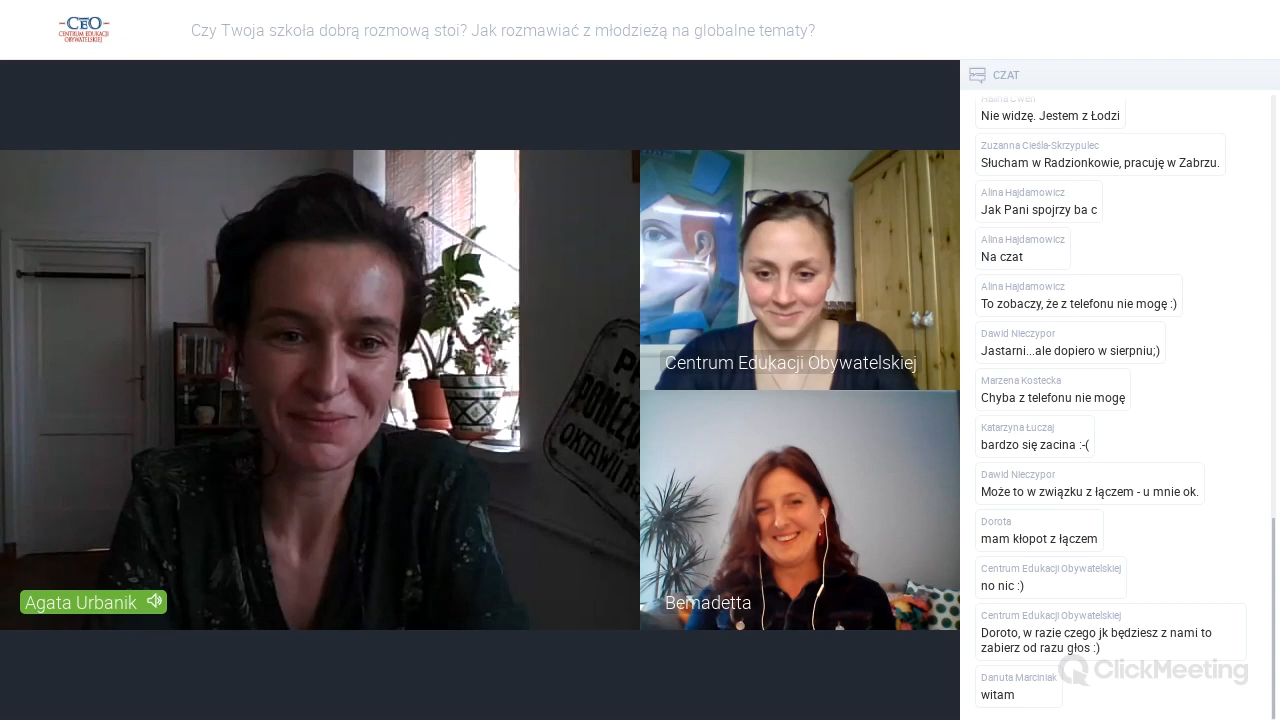 CEO
CENTRUM EDUKACJI
OBYWATELSKIEJ
Czy Twoja szkoła dobrą rozmową stoi? Jak rozmawiać z młodzieżą na globalne tematy?
Agata Urbanik
Centrum Edukacji Obywatelskiej
Bernadetta
CZAT
Nie widzę. Jestem z Łodzi
Zuzanna Cieśla-Skrzypulec
Słucham w Radzionkowie, pracuję w Zabrzu.
Alina Hajdamowicz
Jak Pani spojrzy ba c
Alina Hajdamowicz
Na czat
Alina Hajdamowicz
To zobaczy, że z telefonu nie mogę :)
Dawid Nieczypor
Jastarni...ale dopiero w sierpniu;)
Marzena Kostecka
Chyba z telefonu nie mogę
Katarzyna Łuczaj
bardzo się zacina :-(
Dawid Nieczypor
Może to w związku z łączem - u mnie ok.
Dorota
mam kłopot z łączem
Centrum Edukacji Obywatelskiej
no nic :)
Centrum Edukacji Obywatelskiej
Doroto, w razie czego jk będziesz z nami to
zabierz od razu głos :)
Danuta Marciniak
witam
ClickMeeting